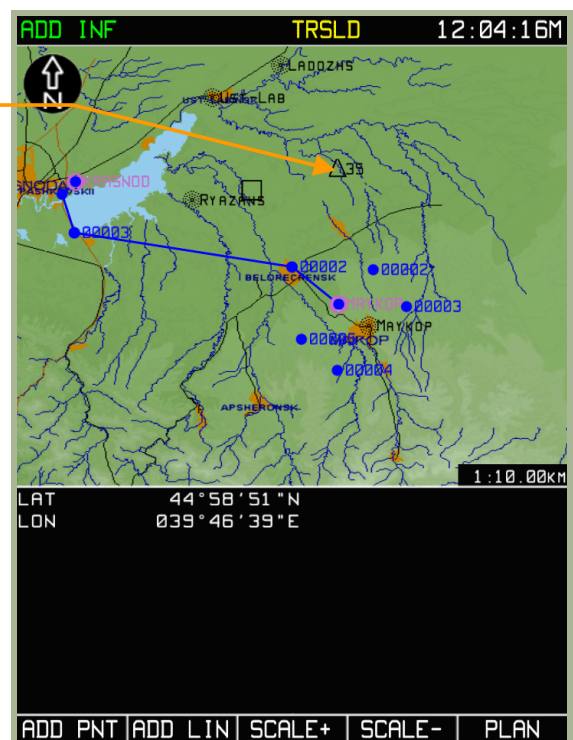 ADD INF TRSLD 12:04:16M
N
LADOZHS
UST-LAB
35
KRASNOD
RYAZANS
00003
00002
00002
BELORECHENSK
MAYKOP
00003
MAYKOP
00004
APSHERONSK
1:10.00KM
LAT 44°58'51"N
LON 039°46'39"E
ADD PNT ADD LIN SCALE+ SCALE- PLAN